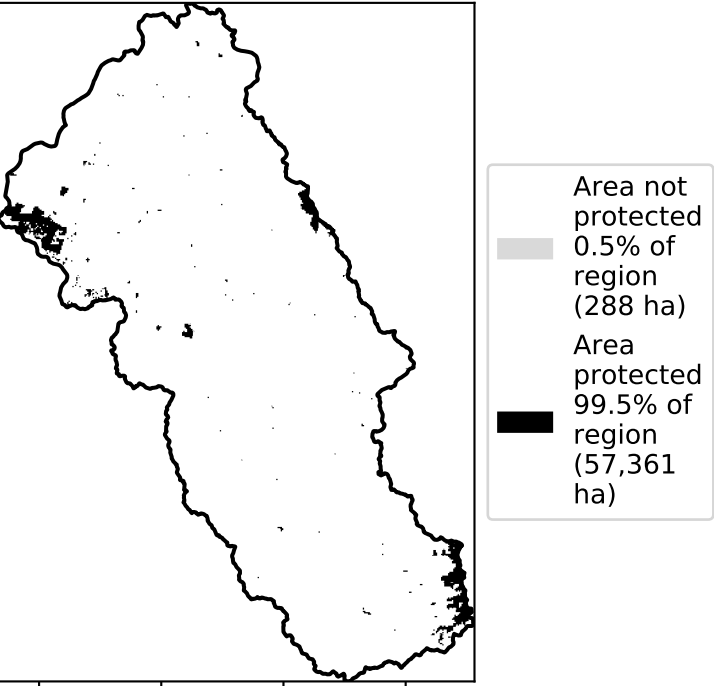 Area not
protected
0.5% of
region
(288 ha)
Area
protected
99.5% of
region
(57,361
ha)